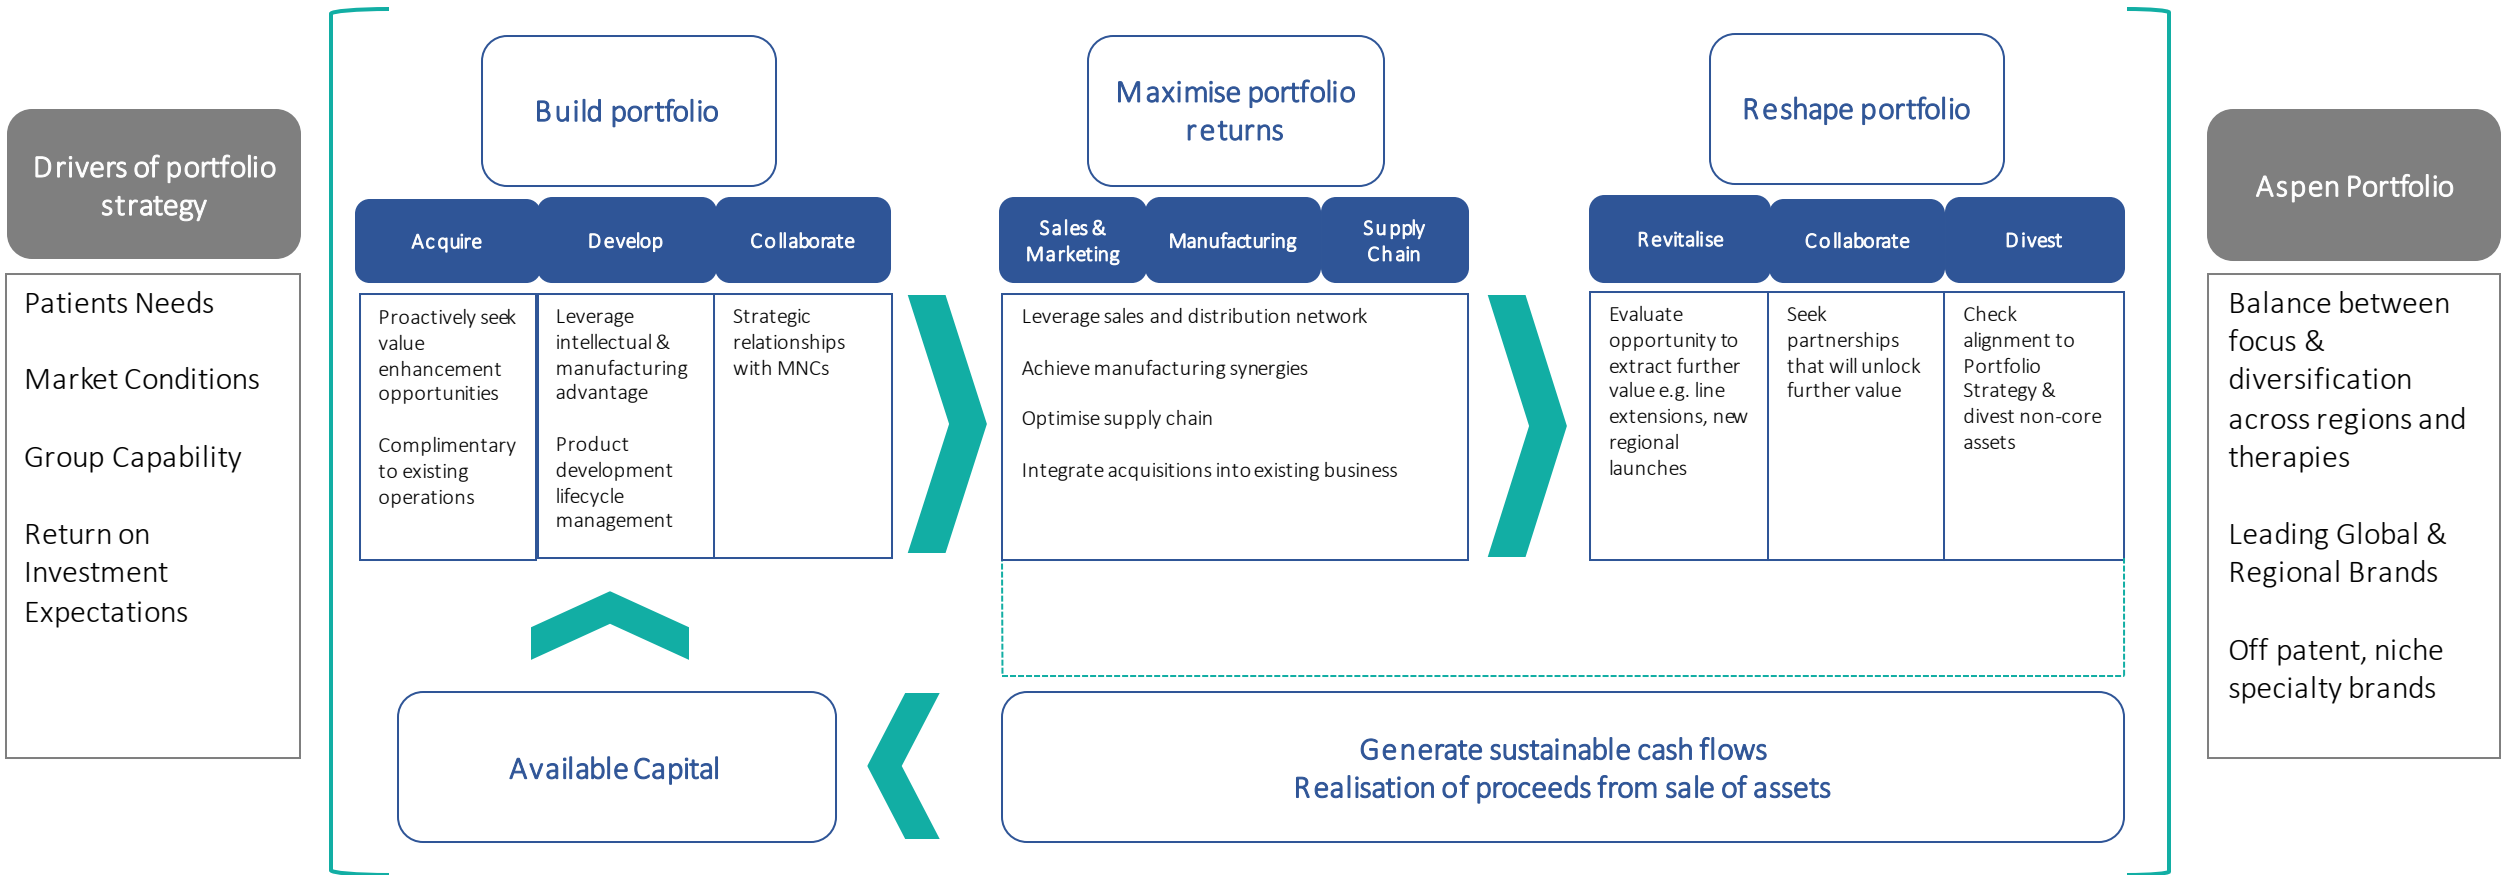 Drivers of portfolio
strategy
Patients Needs
Market Conditions
Group Capability
Return on
Investment
Expectations
Build portfolio
Acquire
Proactively seek
value
enhancement
opportunities
Complimentary
to existing
operations
Develop
Leverage
intellectual &
manufacturing
advantage
Product
development
lifecycle
management
Collaborate
Strategic
relationships
with MNCs
Maximise portfolio
returns
Sales &
Marketing
Manufacturing
Supply
Chain
Leverage sales and distribution network
Achieve manufacturing synergies
Optimise supply chain
Integrate acquisitions into existing business
Reshape portfolio
Revitalise
Evaluate
opportunity to
extract further
value e.g. line
extensions, new
regional
launches
Collaborate
Seek
partnerships
that will unlock
further value
Divest
Check
alignment to
Portfolio
Strategy &
divest non-core
assets
Available Capital
Generate sustainable cash flows
Realisation of proceeds from sale of assets
Aspen Portfolio
Balance between
focus &
diversification
across regions and
therapies
Leading Global &
Regional Brands
Off patent, niche
specialty brands